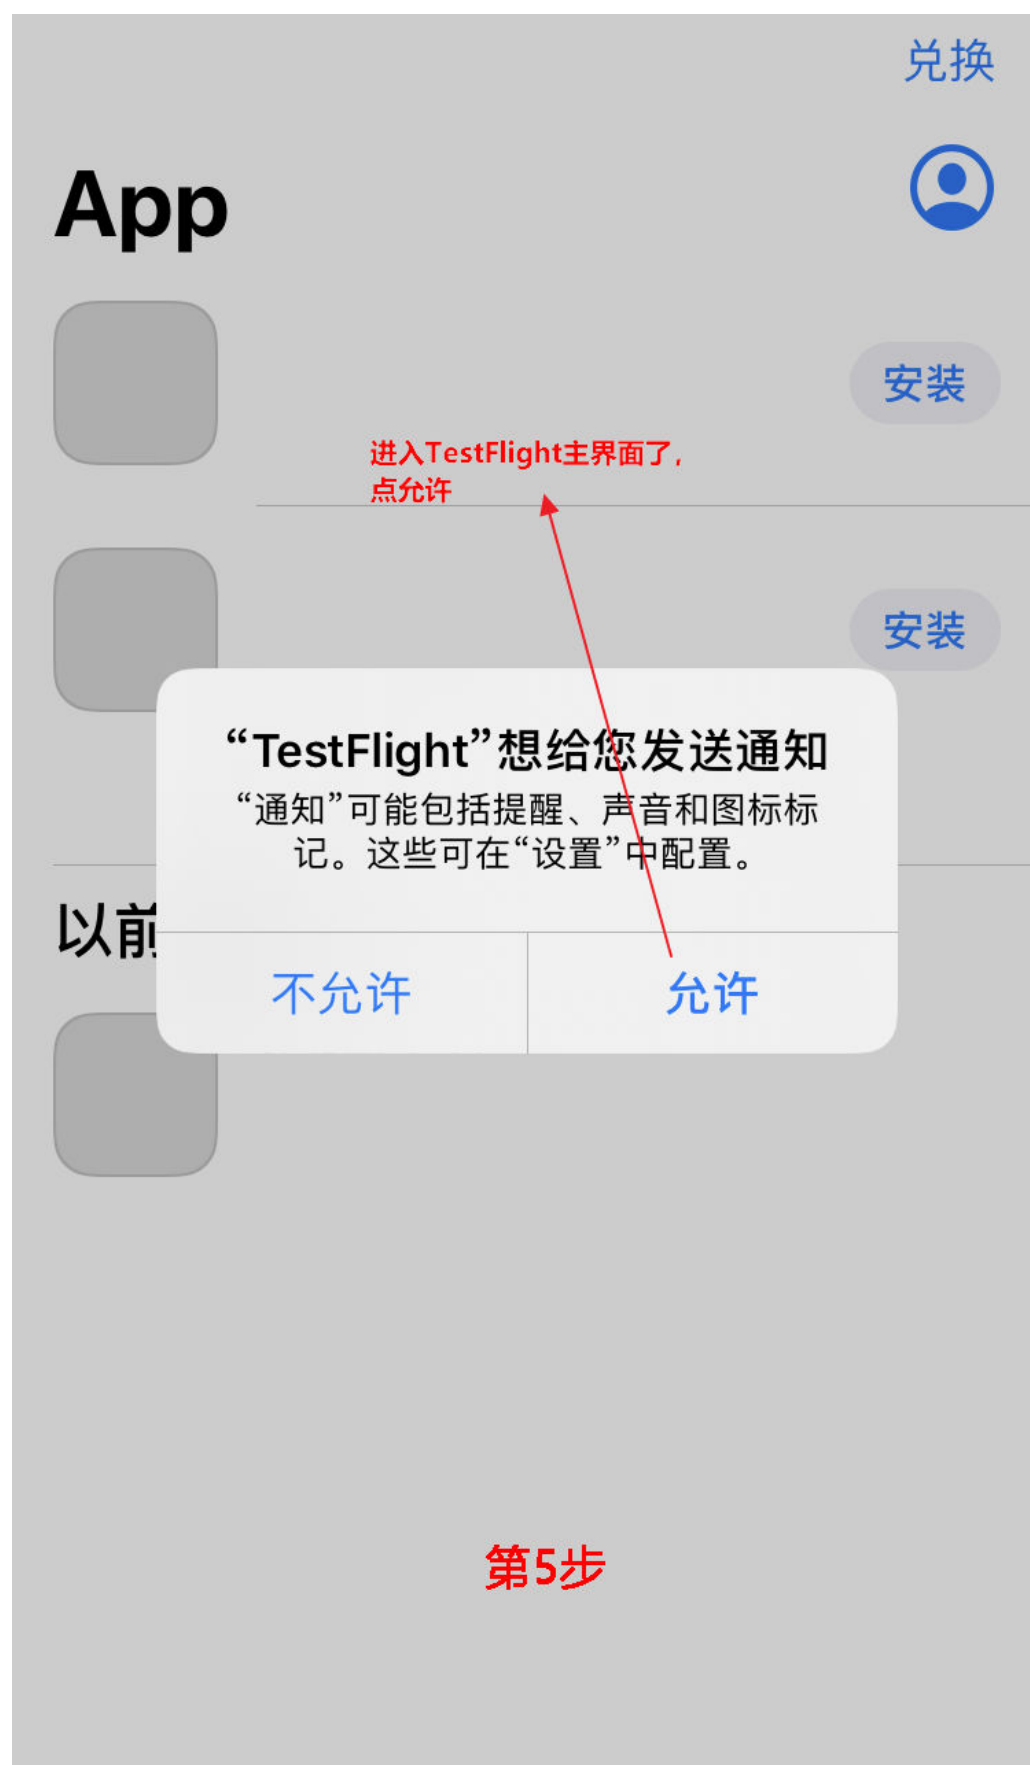 兑换
App
安装
进入TestFlight主界面了，
点允许
安装
“TestFlight”想给您发送通知
“通知”可能包括提醒、声音和图标标
记。这些可在“设置”中配置。
以前
不允许
允许
第5步